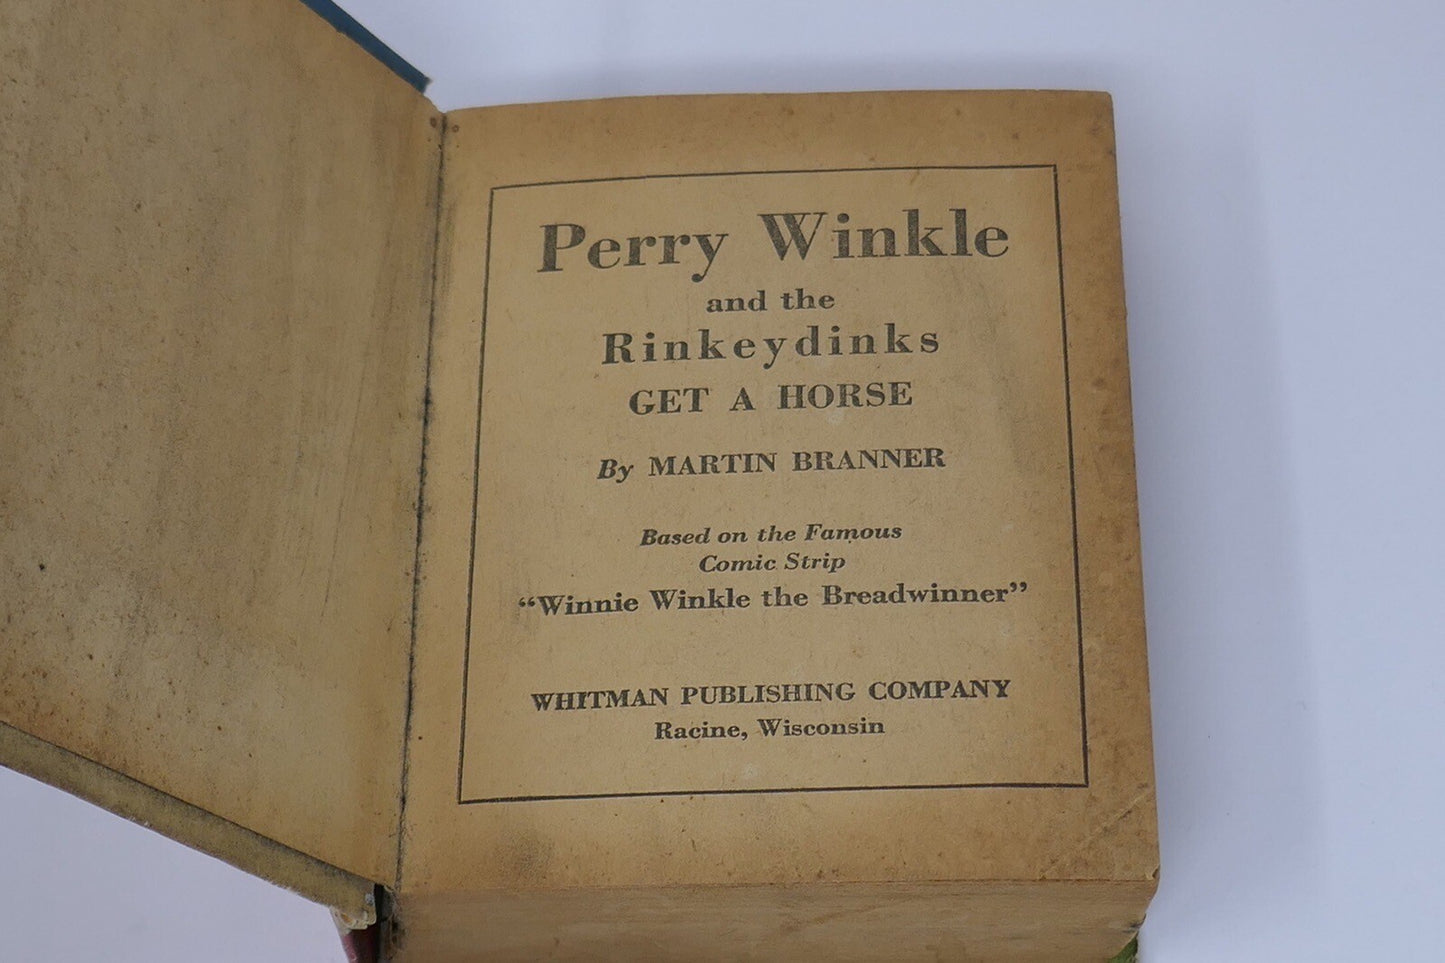 Perry Winkle
and the
Rinkeydinks
GET A HORSE
By MARTIN BRANNER
Based on the Famous
Comic Strip
“Winnie Winkle the Breadwinner”
WHITMAN PUBLISHING COMPANY
Racine, Wisconsin